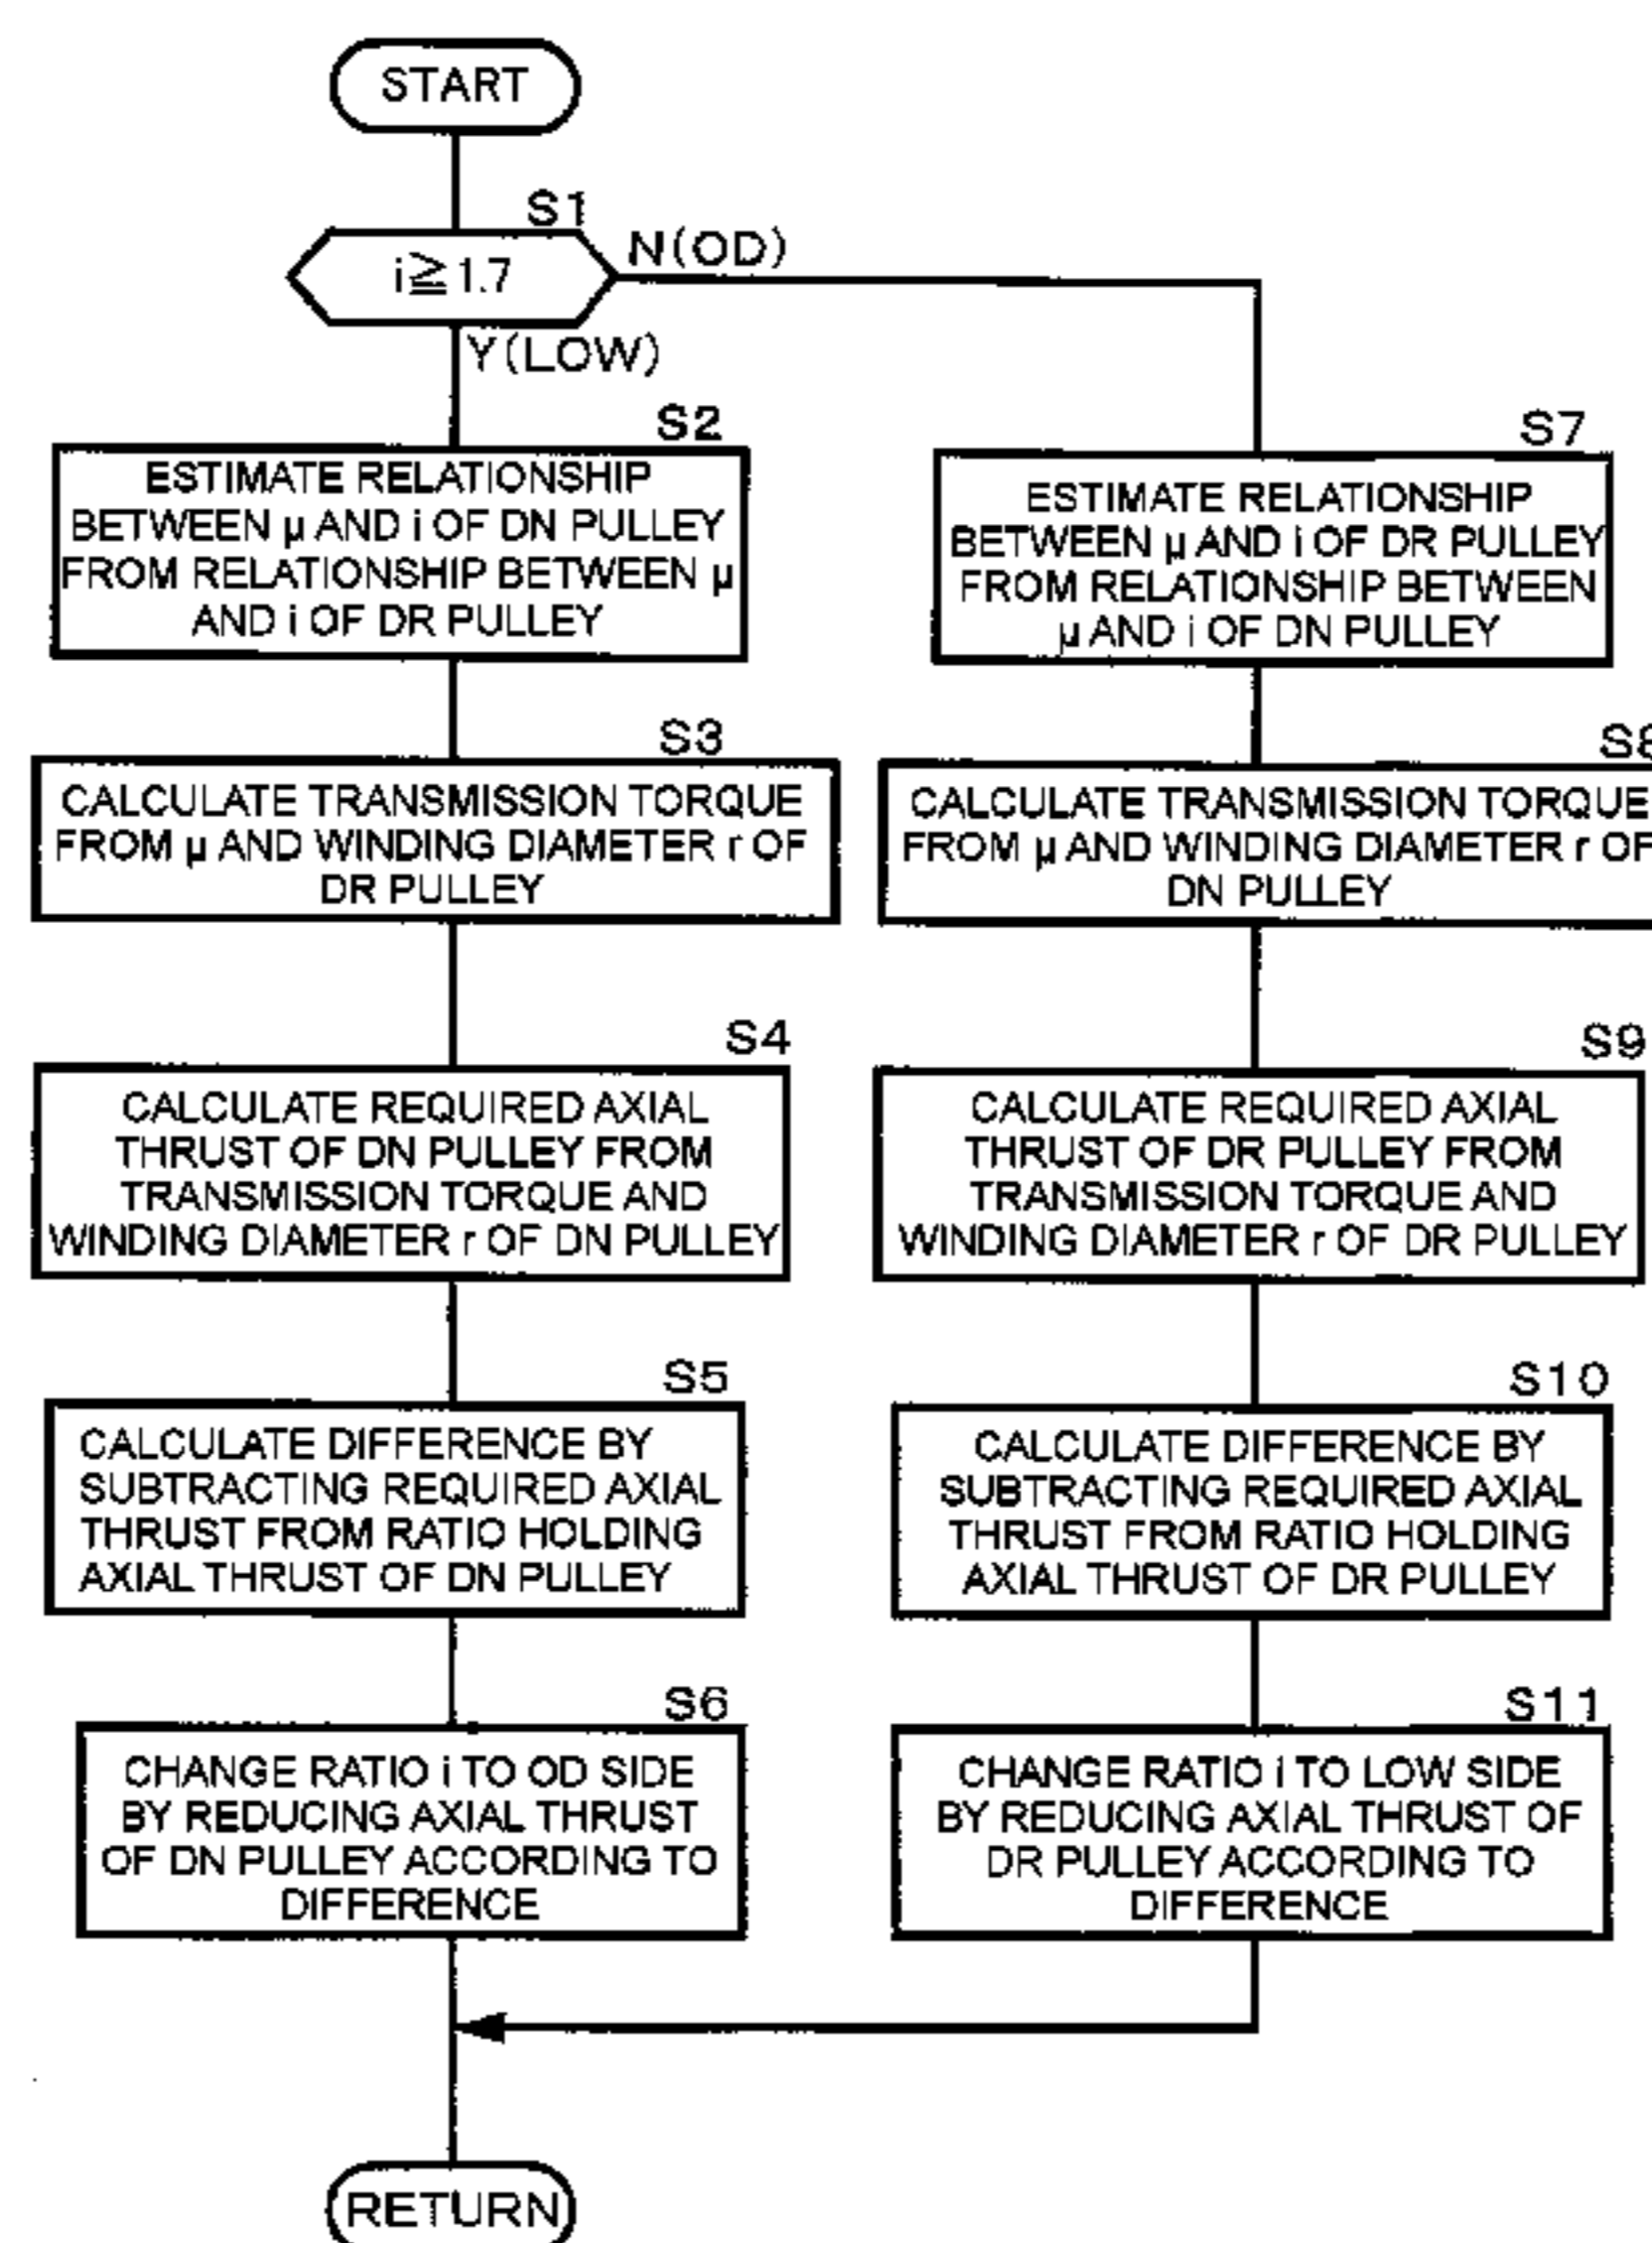 START
S1
i≧1.7
N(OD)
Y(LOW)
S2
ESTIMATE RELATIONSHIP
BETWEEN μ AND i OF DN PULLEY
FROM RELATIONSHIP BETWEEN μ
AND i OF DR PULLEY
S3
CALCULATE TRANSMISSION TORQUE
FROM μ AND WINDING DIAMETER r OF
DR PULLEY
S4
CALCULATE REQUIRED AXIAL
THRUST OF DN PULLEY FROM
TRANSMISSION TORQUE AND
WINDING DIAMETER r OF DN PULLEY
S5
CALCULATE DIFFERENCE BY
SUBTRACTING REQUIRED AXIAL
THRUST FROM RATIO HOLDING
AXIAL THRUST OF DN PULLEY
S6
CHANGE RATIO i TO OD SIDE
BY REDUCING AXIAL THRUST
OF DN PULLEY ACCORDING TO
DIFFERENCE
S7
ESTIMATE RELATIONSHIP
BETWEEN μ AND i OF DR PULLEY
FROM RELATIONSHIP BETWEEN
μ AND i OF DN PULLEY
S8
CALCULATE TRANSMISSION TORQUE
FROM μ AND WINDING DIAMETER r OF
DN PULLEY
S9
CALCULATE REQUIRED AXIAL
THRUST OF DR PULLEY FROM
TRANSMISSION TORQUE AND
WINDING DIAMETER r OF DR PULLEY
S10
CALCULATE DIFFERENCE BY
SUBTRACTING REQUIRED AXIAL
THRUST FROM RATIO HOLDING
AXIAL THRUST OF DR PULLEY
S11
CHANGE RATIO i TO LOW SIDE
BY REDUCING AXIAL THRUST OF
DR PULLEY ACCORDING TO
DIFFERENCE
RETURN